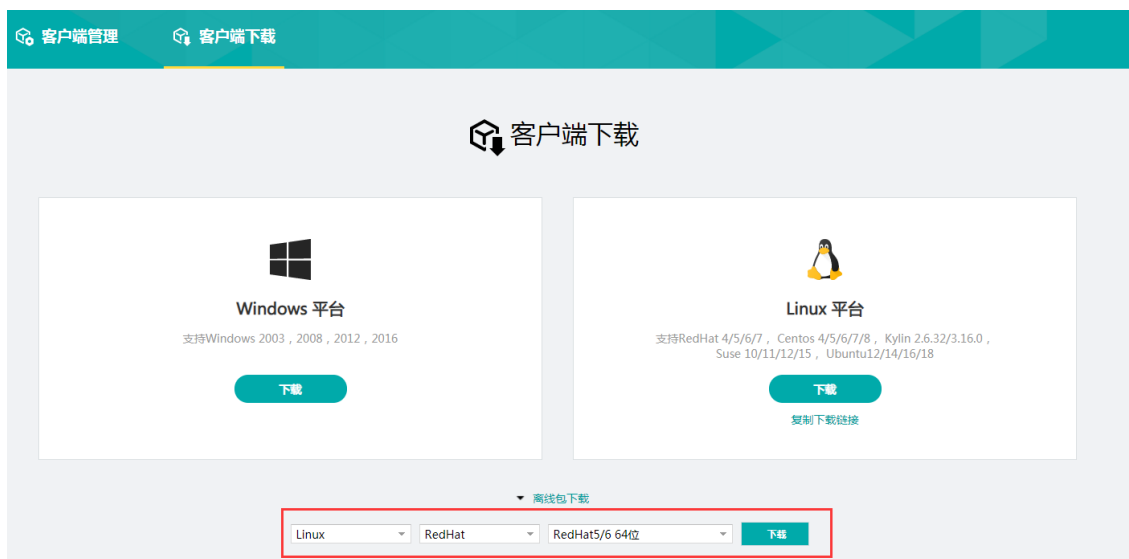 客户端管理
客户端下载
客户端下载
Windows 平台
支持Windows 2003，2008，2012，2016
下载
Linux 平台
支持RedHat 4/5/6/7， Centos 4/5/6/7/8， Kylin 2.6.32/3.16.0，
Suse 10/11/12/15， Ubuntu12/14/16/18
下载
复制下载链接
离线包下载
Linux
RedHat
RedHat5/6 64位
下载